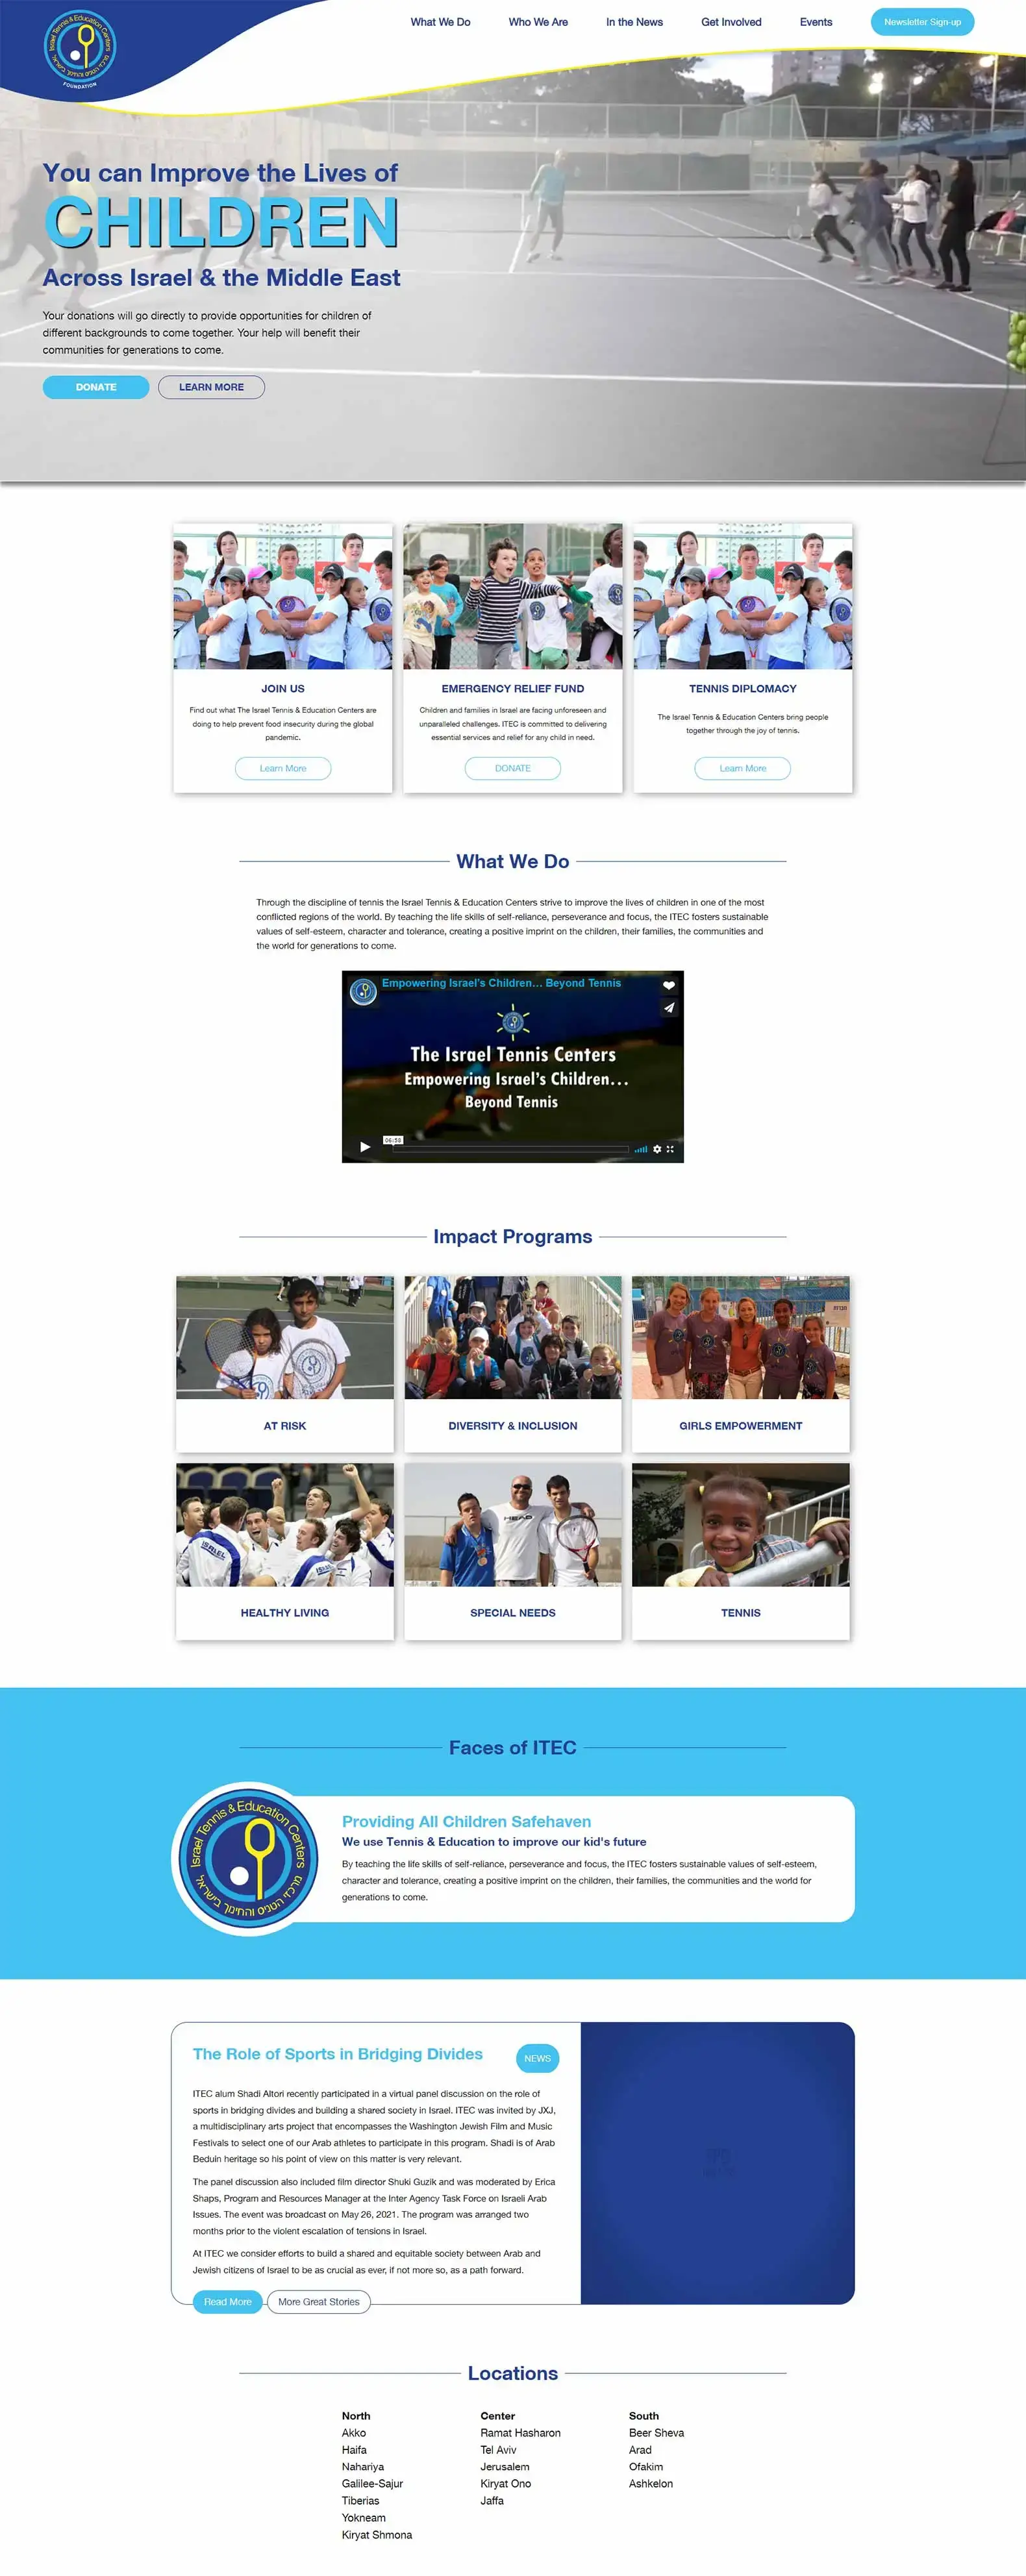 Israel Tennis & Education Centers
מרכזי הטניס והחינוך בישראל
FOUNDATION
What We Do
Who We Are
In the News
Get Involved
Events
Newsletter Sign-up
You can Improve the Lives of
CHILDREN
Across Israel & the Middle East
Your donations will go directly to provide opportunities for children of
different backgrounds to come together. Your help will benefit their
communities for generations to come.
DONATE
LEARN MORE
JOIN US
Find out what The Israel Tennis & Education Centers are
doing to help prevent food insecurity during the global
pandemic.
Learn More
EMERGENCY RELIEF FUND
Children and families in Israel are facing unforeseen and
unparalleled challenges. ITEC is committed to delivering
essential services and relief for any child in need.
DONATE
TENNIS DIPLOMACY
The Israel Tennis & Education Centers bring people
together through the joy of tennis.
Learn More
What We Do
Through the discipline of tennis the Israel Tennis & Education Centers strive to improve the lives of children in one of the most
conflicted regions of the world. By teaching the life skills of self-reliance, perseverance and focus, the ITEC fosters sustainable
values of self-esteem, character and tolerance, creating a positive imprint on the children, their families, the communities and
the world for generations to come.
Empowering Israel's Children... Beyond Tennis
The Israel Tennis Centers
Empowering Israel's Children...
Beyond Tennis
06:58
Impact Programs
AT RISK
DIVERSITY & INCLUSION
GIRLS EMPOWERMENT
ISRAEL
HEAD
HEALTHY LIVING
SPECIAL NEEDS
TENNIS
Faces of ITEC
Israel Tennis & Education Centers
מרכזי הטניס והחינוך בישראל
Providing All Children Safehaven
We use Tennis & Education to improve our kid's future
By teaching the life skills of self-reliance, perseverance and focus, the ITEC fosters sustainable values of self-esteem,
character and tolerance, creating a positive imprint on the children, their families, the communities and the world for
generations to come.
The Role of Sports in Bridging Divides
NEWS
ITEC alum Shadi Altori recently participated in a virtual panel discussion on the role of
sports in bridging divides and building a shared society in Israel. ITEC was invited by JXJ,
a multidisciplinary arts project that encompasses the Washington Jewish Film and Music
Festivals to select one of our Arab athletes to participate in this program. Shadi is of Arab
Beduin heritage so his point of view on this matter is very relevant.
The panel discussion also included film director Shuki Guzik and was moderated by Erica
Shaps, Program and Resources Manager at the Inter Agency Task Force on Israeli Arab
Issues. The event was broadcast on May 26, 2021. The program was arranged two
months prior to the violent escalation of tensions in Israel.
At ITEC we consider efforts to build a shared and equitable society between Arab and
Jewish citizens of Israel to be as crucial as ever, if not more so, as a path forward.
Read More
More Great Stories
Locations
North
Akko
Haifa
Nahariya
Galilee-Sajur
Tiberias
Yokneam
Kiryat Shmona
Center
Ramat Hasharon
Tel Aviv
Jerusalem
Kiryat Ono
Jaffa
South
Beer Sheva
Arad
Ofakim
Ashkelon